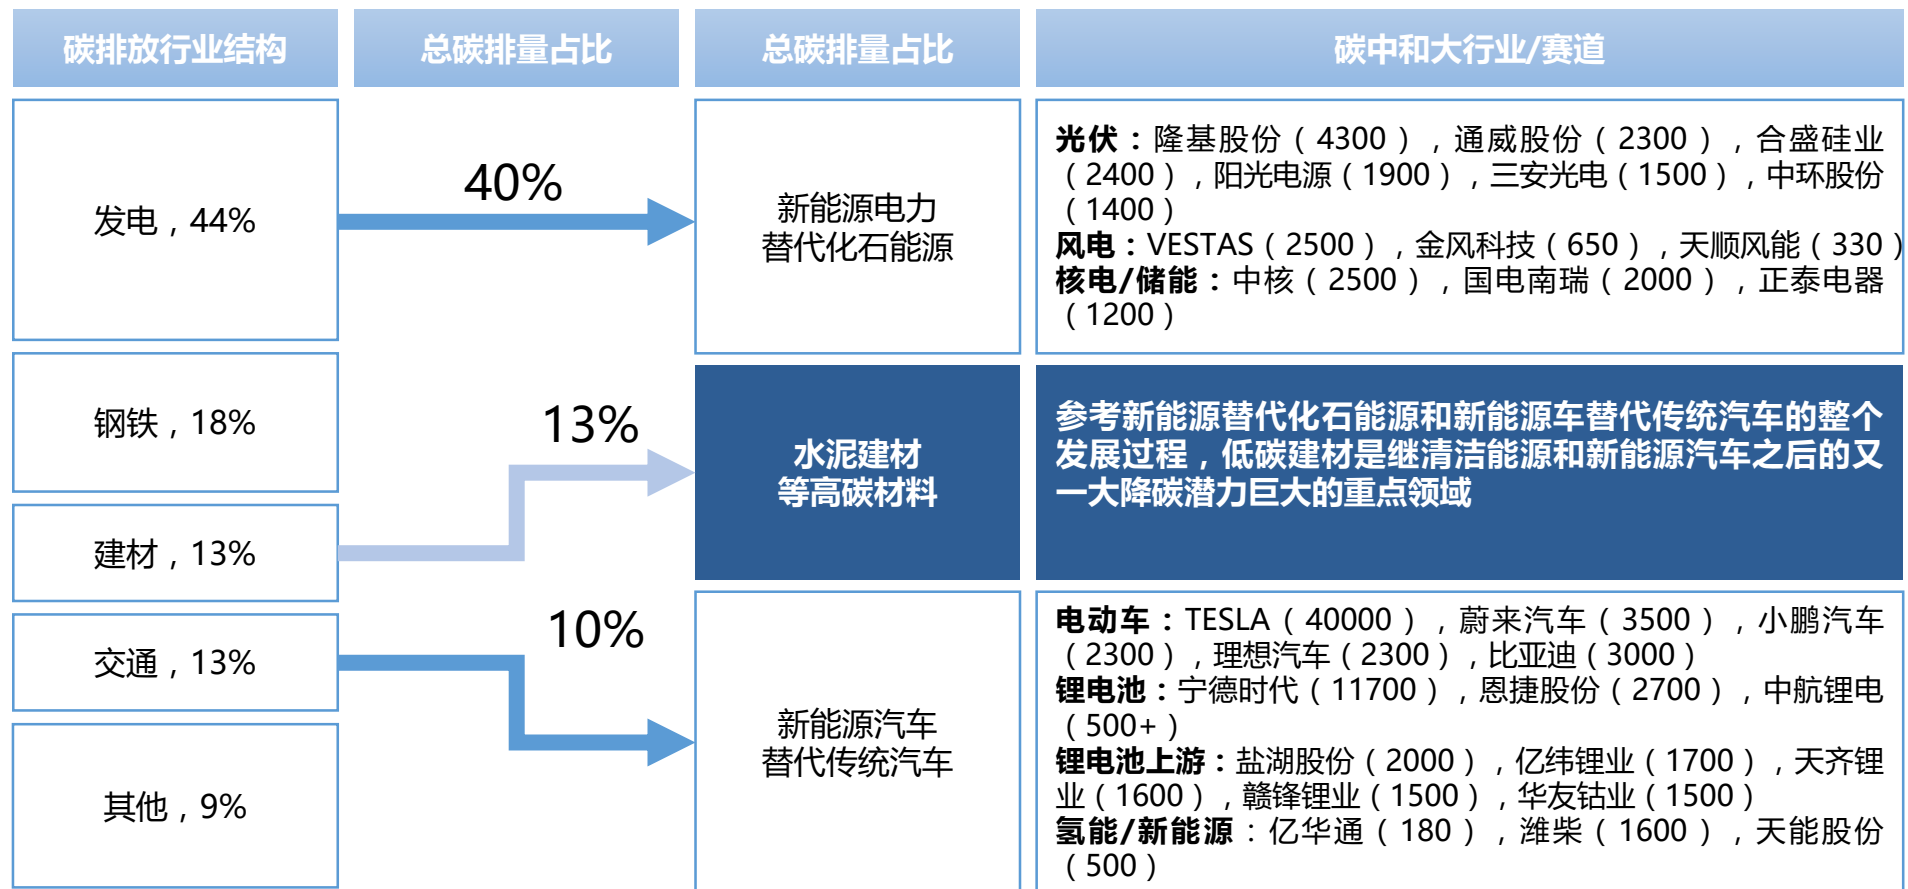 碳排放行业结构
总碳排量占比
总碳排量占比
碳中和大行业/赛道
发电，44%
40%
新能源电力
替代化石能源
光伏：隆基股份（4300），通威股份（2300），合盛硅业
（2400），阳光电源（1900），三安光电（1500），中环股份
（1400）
风电：VESTAS（2500），金风科技（650），天顺风能（330）
核电/储能：中核（2500），国电南瑞（2000），正泰电器
（1200）
钢铁，18%
建材，13%
13%
水泥建材
等高碳材料
参考新能源替代化石能源和新能源车替代传统汽车的整个
发展过程，低碳建材是继清洁能源和新能源汽车之后的又
一大降碳潜力巨大的重点领域
交通，13%
其他，9%
10%
新能源汽车
替代传统汽车
电动车：TESLA（40000），蔚来汽车（3500），小鹏汽车
（2300），理想汽车（2300），比亚迪（3000）
锂电池：宁德时代（11700），恩捷股份（2700），中航锂电
（500+）
锂电池上游：盐湖股份（2000），亿纬锂业（1700），天齐锂
业（1600），赣锋锂业（1500），华友钴业（1500）
氢能/新能源：亿华通（180），潍柴（1600），天能股份
（500）